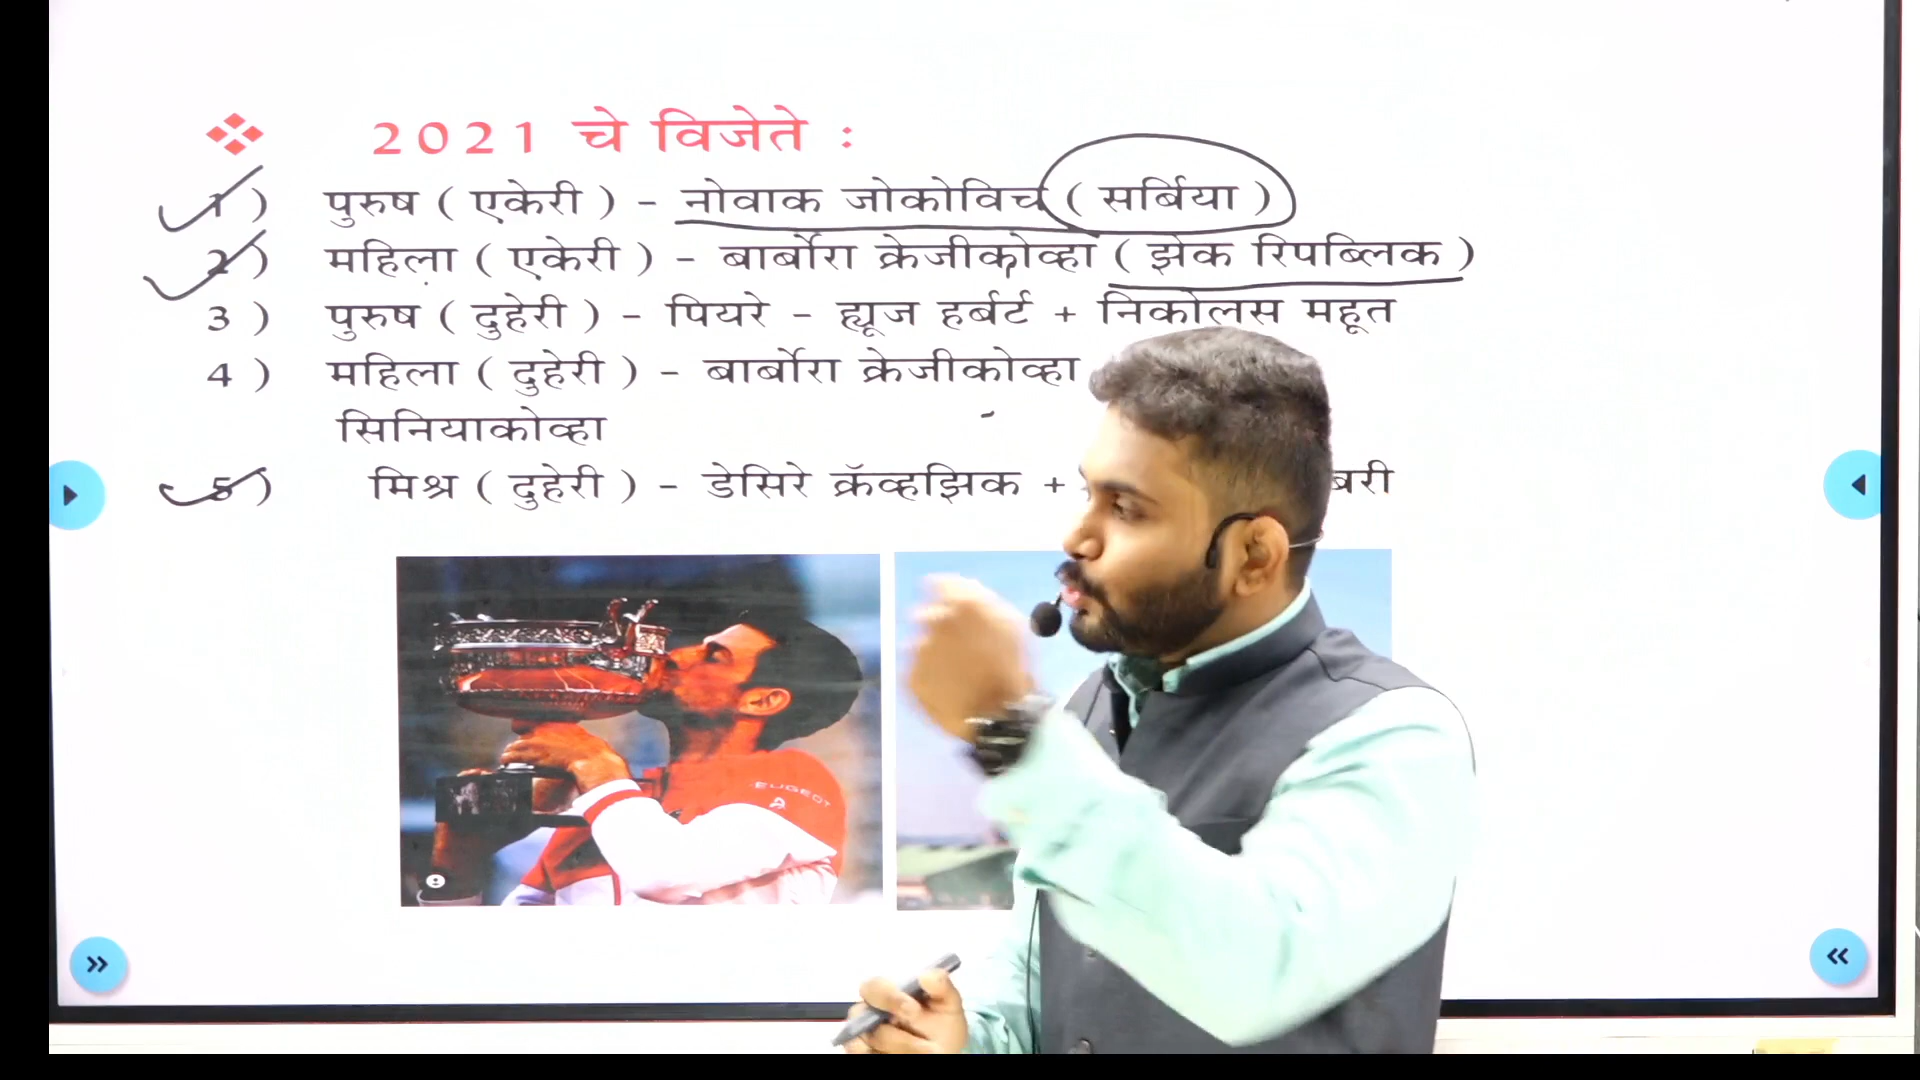 2021 चे विजेते :
1) पुरुष ( एकेरी ) - नोवाक जोकोविच ( सर्बिया )
2) महिला ( एकेरी ) - बार्बोरा क्रेजीकोव्हा ( झेक रिपब्लिक )
3) पुरुष ( दुहेरी ) - पियरे - ह्यूज हर्बर्ट + निकोलस महूत
4) महिला ( दुहेरी ) - बार्बोरा क्रेजीकोव्हा
सिनियाकोव्हा
5) मिश्र ( दुहेरी ) - डेसिरे क्रॅव्हझिक +